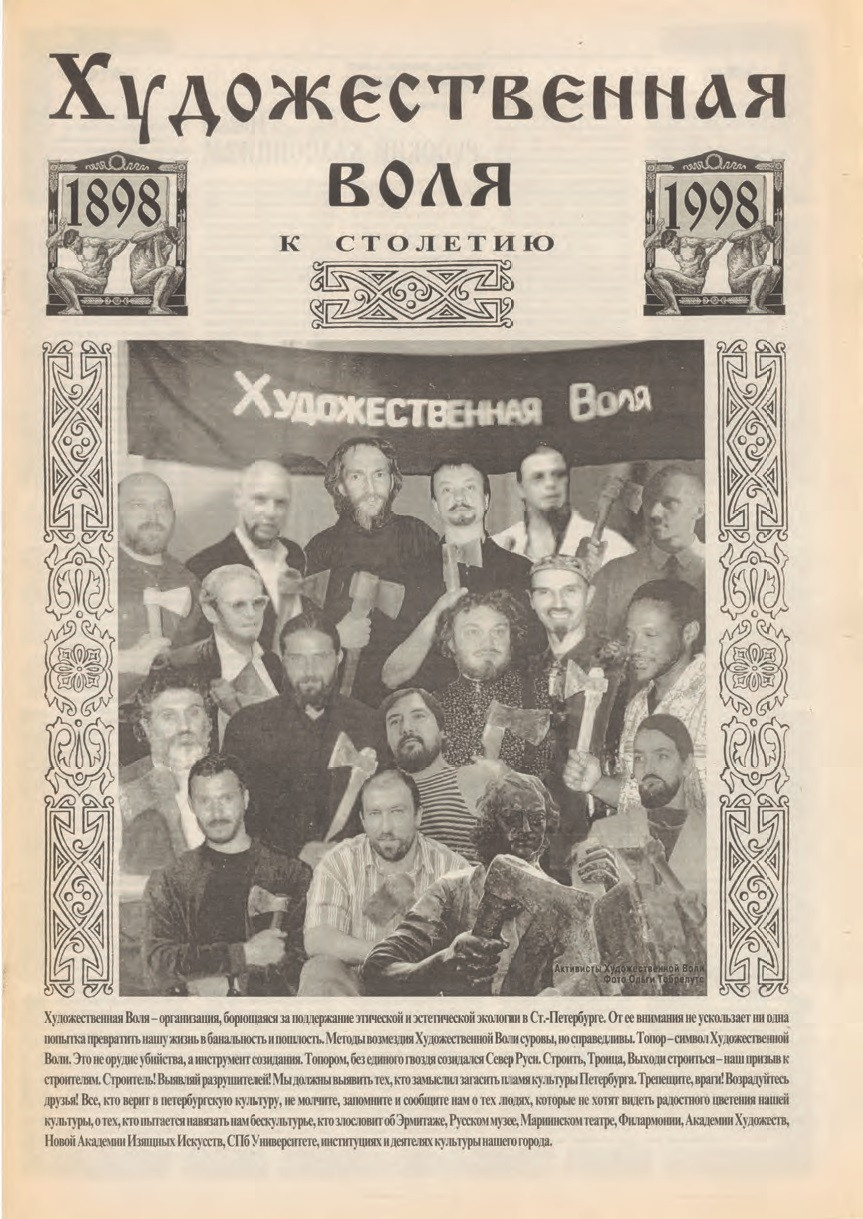 Художественная
1898
воля
1998
К СТОЛЕТИЮ
Художественная Воля
Активисты Художественной Воли
Фото Ольги Тобрелутс
Художественная Воля – организация, борющаяся за поддержание этической и эстетической экологии в Ст.-Петербурге. От ее внимания не ускользает ни одна
попытка превратить нашу жизнь в банальность и пошлость. Методы возмездия Художественной Воли суровы, но справедливы. Топор – символ Художественной
Воли. Это не орудие убийства, а инструмент созидания. Топором, без единого гвоздя созидался Север Руси. Строить, Троица, Выходи строиться – наш призыв к
строителям. Строитель! Выявляй разрушителей! Мы должны выявить тех, кто замыслил загасить пламя культуры Петербурга. Трепещите, враги! Возрадуйтесь
друзья! Все, кто верит в петербургскую культуру, не молчите, запомните и сообщите нам о тех людях, которые не хотят видеть радостного цветения нашей
культуры, о тех, кто пытается навязать нам бескультурье, кто злословит об Эрмитаже, Русском музее, Мариинском театре, Филармонии, Академии Художеств,
Новой Академии Изящных Искусств, СПб Университете, институциях и деятелях культуры нашего города.